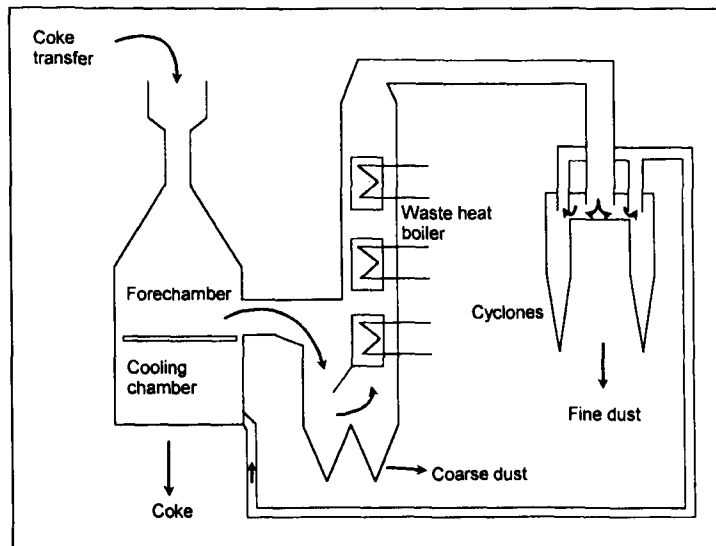 Coke
transfer
Waste heat
boiler
Forechamber
Cyclones
Cooling
chamber
Fine dust
Coarse dust
Coke